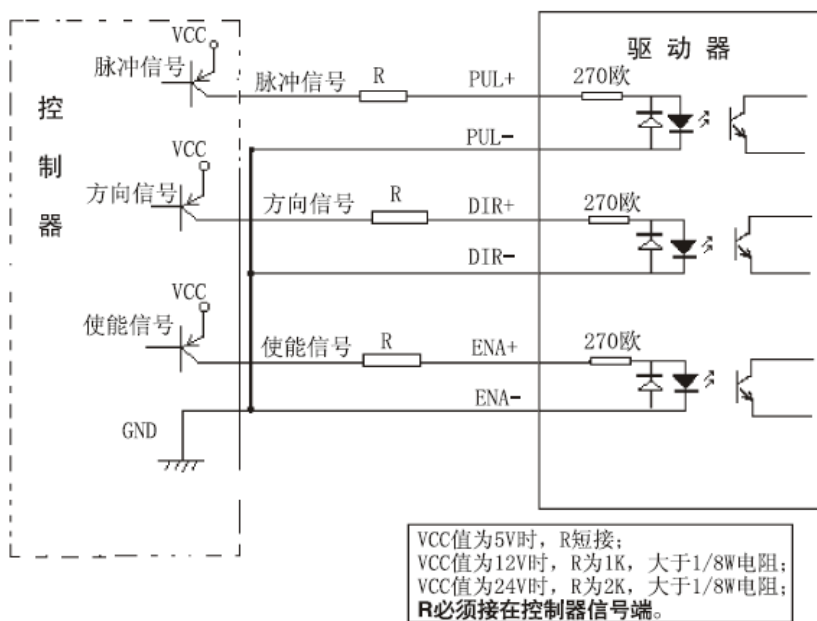 VCC
脉冲信号
脉冲信号
R
PUL+
270欧
驱动器
控制器
PUL-
VCC
方向信号
方向信号
R
DIR+
270欧
DIR-
VCC
使能信号
使能信号
R
ENA+
270欧
ENA-
GND
VCC值为5V时，R短接；
VCC值为12V时，R为1K，大于1/8W电阻；
VCC值为24V时，R为2K，大于1/8W电阻；
R必须接在控制器信号端。